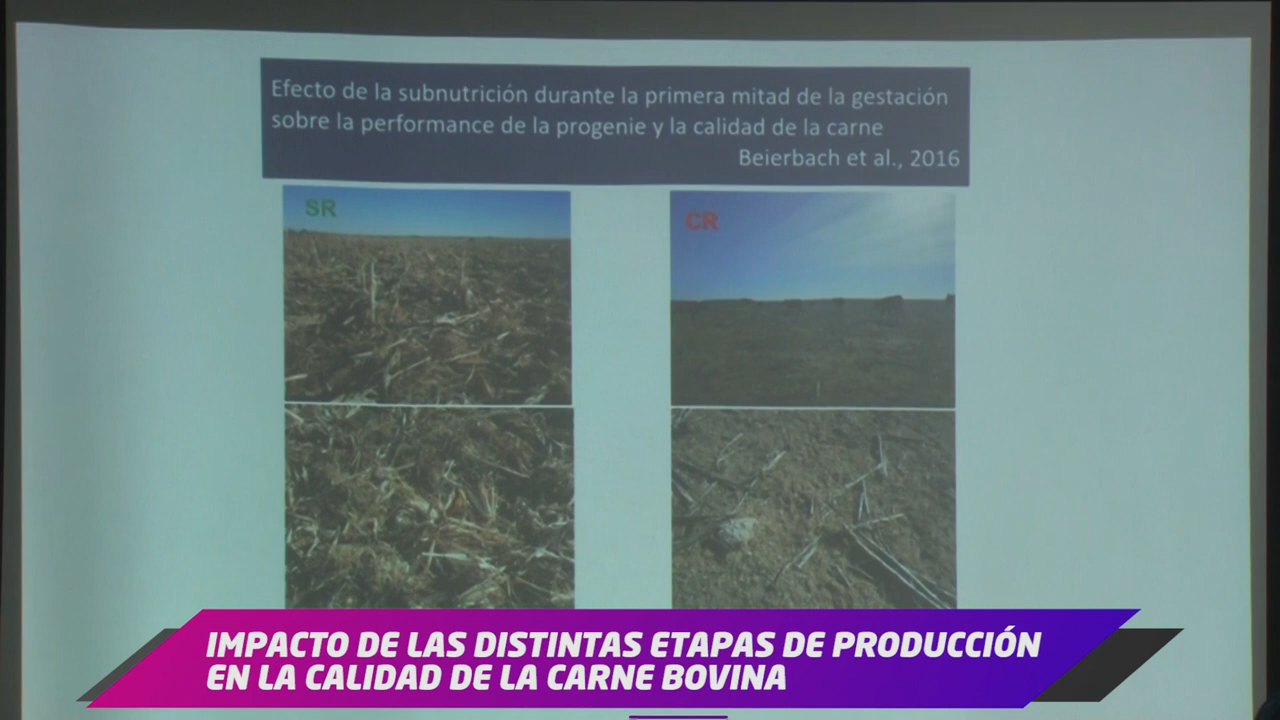 Efecto de la subnutrición durante la primera mitad de la gestación
sobre la performance de la progenie y la calidad de la carne
Beierbach et al., 2016
SR
CR
IMPACTO DE LAS DISTINTAS ETAPAS DE PRODUCCIÓN
EN LA CALIDAD DE LA CARNE BOVINA